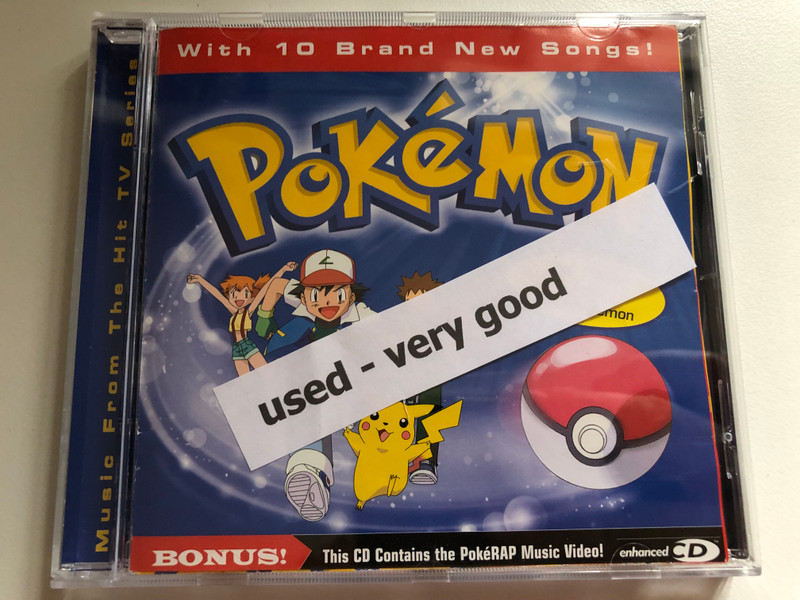 With 10 Brand New Songs!
Music From The Hit TV Series
POKéMON
used - very good
BONUS!
This CD Contains the PokéRAP Music Video!
enhanced CD